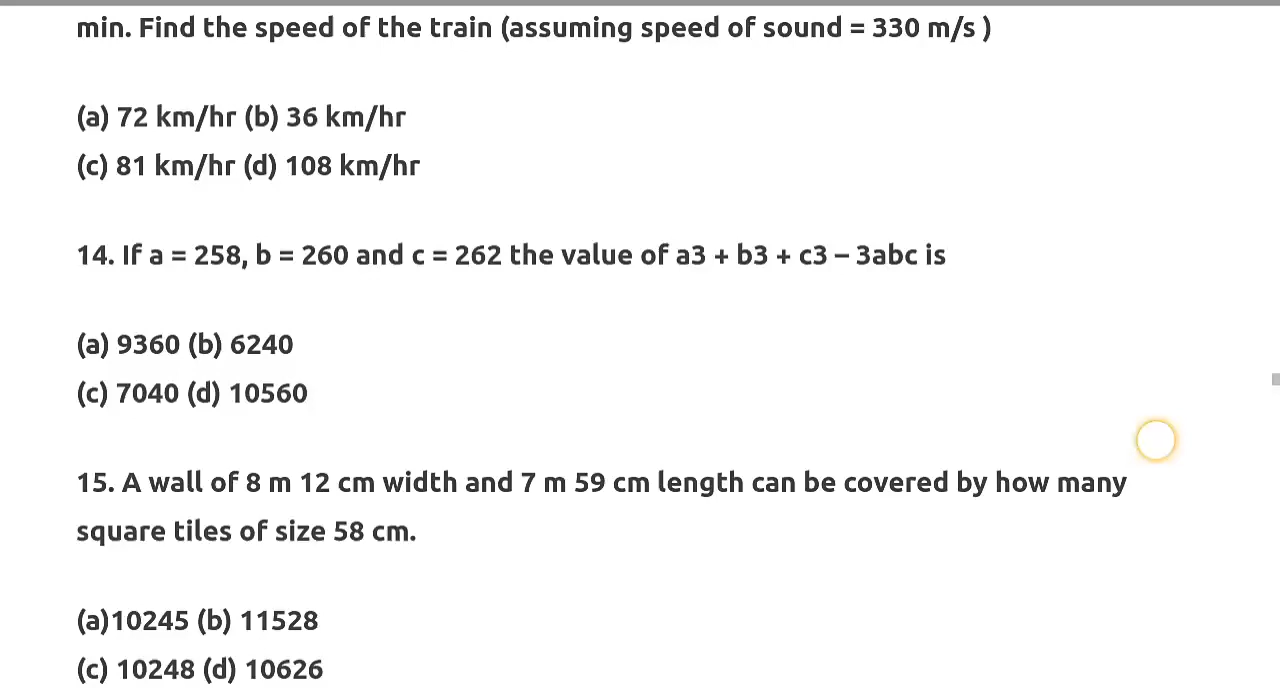 min. Find the speed of the train (assuming speed of sound = 330 m/s )
(a) 72 km/hr (b) 36 km/hr
(c) 81 km/hr (d) 108 km/hr
14. If a = 258, b = 260 and c = 262 the value of a3 + b3 + c3 – 3abc is
(a) 9360 (b) 6240
(c) 7040 (d) 10560
15. A wall of 8 m 12 cm width and 7 m 59 cm length can be covered by how many
square tiles of size 58 cm.
(a)10245 (b) 11528
(c) 10248 (d) 10626